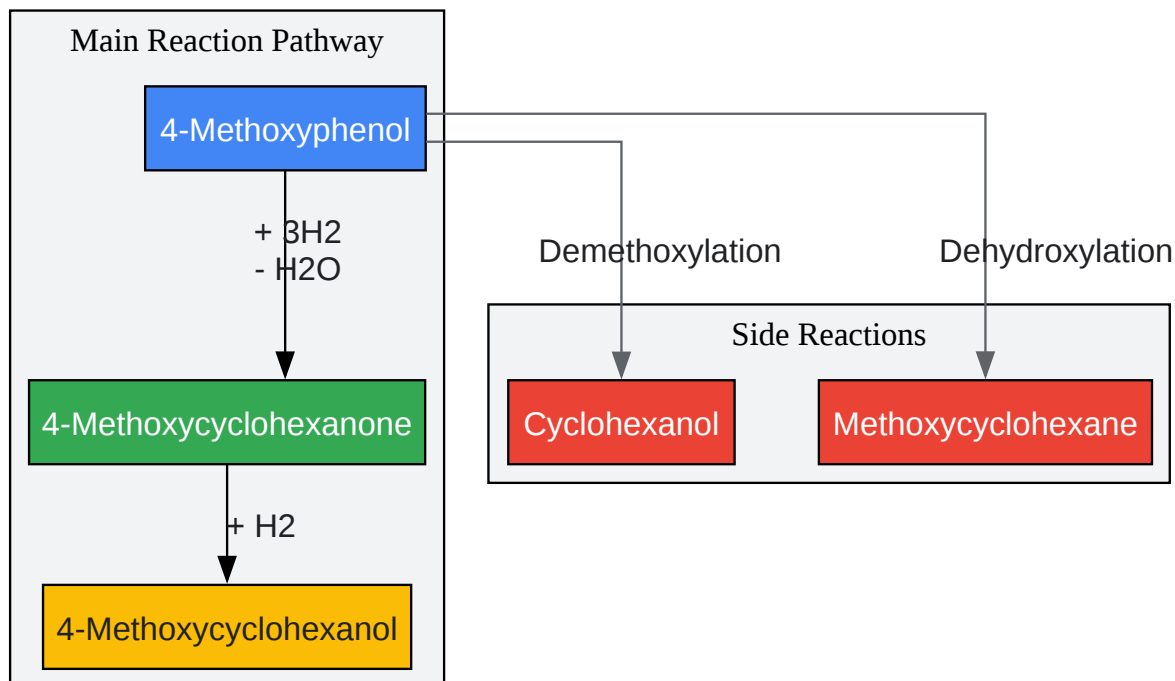 Main Reaction Pathway
4-Methoxyphenol
+ 3H2
- H2O
Demethoxylation
Dehydroxylation
Side Reactions
4-Methoxycyclohexanone
Cyclohexanol
Methoxycyclohexane
+ H2
4-Methoxycyclohexanol